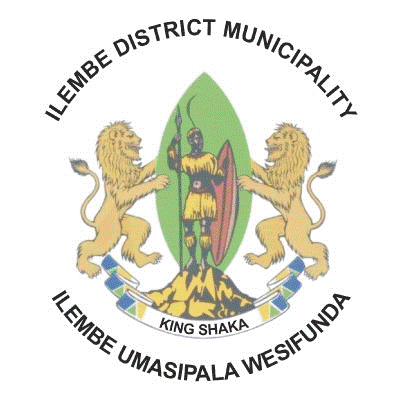 ILEMBE DISTRICT MUNICIPALITY
KING SHAKA
ILEMBE UMASIPALA WESIFUNDA